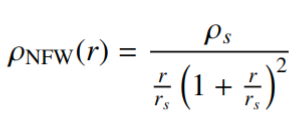 ρ_NFW(r) = ρ_s / ( r/r_s (1 + r/r_s)^2 )